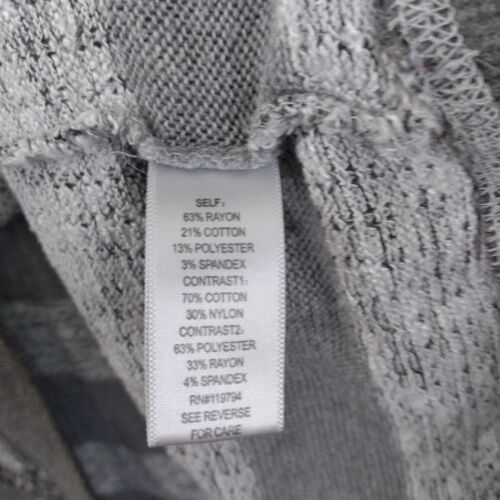 SELF:
63% RAYON
21% COTTON
13% POLYESTER
3% SPANDEX
CONTRAST1:
70% COTTON
30% NYLON
CONTRAST2:
63% POLYESTER
33% RAYON
4% SPANDEX
RN#119794
SEE REVERSE
FOR CARE